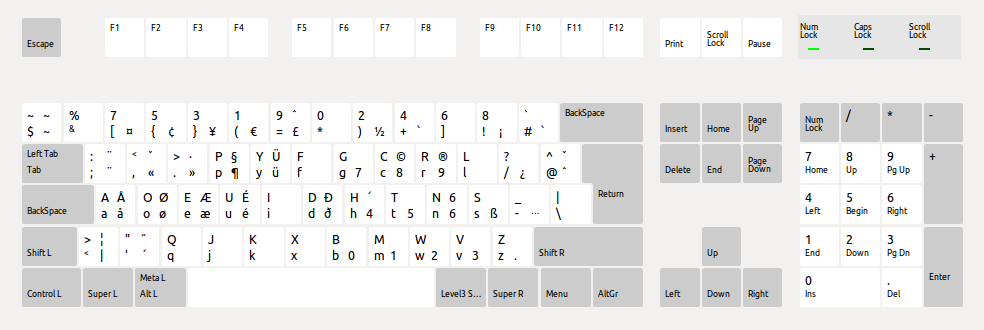 Escape F1 F2 F3 F4 F5 F6 F7 F8 F9 F10 F11 F12 Print Scroll Lock Pause Num Lock Caps Lock Scroll Lock
~ ~ % 7 5 3 1 9 ˆ 0 2 4 6 8 ` BackSpace Insert Home Page Up Num Lock / * -
$ ~ & [ ¤ { ¢ } ¥ ( € = £ * ) ½ + ` ] ! ¡ # `
Left Tab : ¨ < ˇ > · P § Y Ü F G C © R ® L ? ^ ˇ Delete End Page Down 7 8 9 +
Tab ; ¨ , « . » p ¶ y ü f g 7 c 8 r 9 l / ¿ @ ˆ Return Home Up Pg Up
BackSpace A Å O Ø E Æ U É I D Ð H ´ T N 6 S _ | 4 5 6
a å o ø e æ u é i d ð h 4 t 5 n 6 s ß - … \ Left Begin Right
Shift L > ¦ " ˝ Q J K X B M W V Z Shift R Up 1 2 3
< | ' ´ q j k x b 0 m 1 w 2 v 3 z . End Down Pg Dn Enter
Control L Super L Meta L Alt L Level3 S... Super R Menu AltGr Left Down Right 0 .
Ins Del